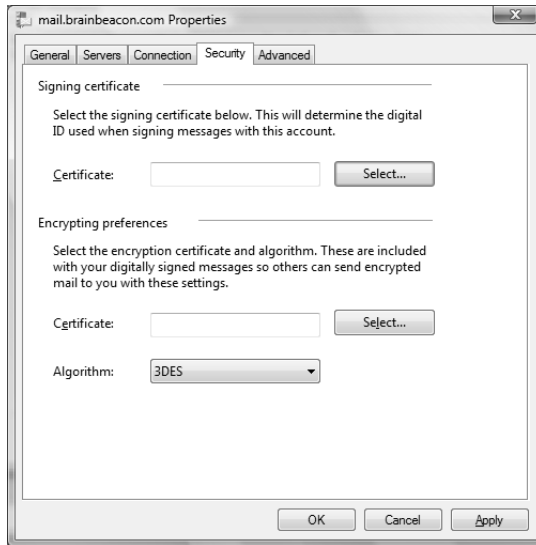 mail.brainbeacon.com Properties
General Servers Connection Security Advanced
Signing certificate
Select the signing certificate below. This will determine the digital
ID used when signing messages with this account.
Certificate: Select...
Encrypting preferences
Select the encryption certificate and algorithm. These are included
with your digitally signed messages so others can send encrypted
mail to you with these settings.
Certificate: Select...
Algorithm: 3DES
OK Cancel Apply